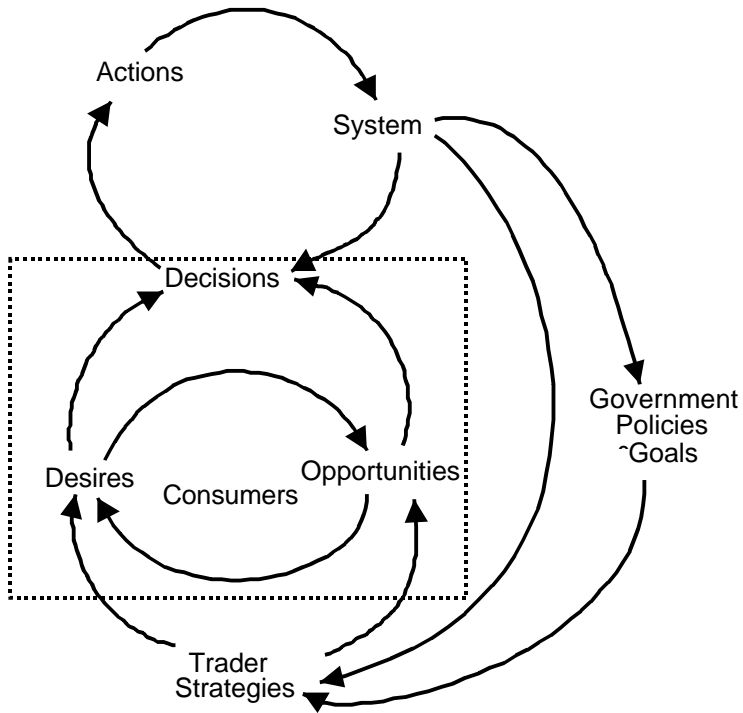 Actions
System
Decisions
Government
Policies
~Goals
Desires
Opportunities
Consumers
Trader
Strategies